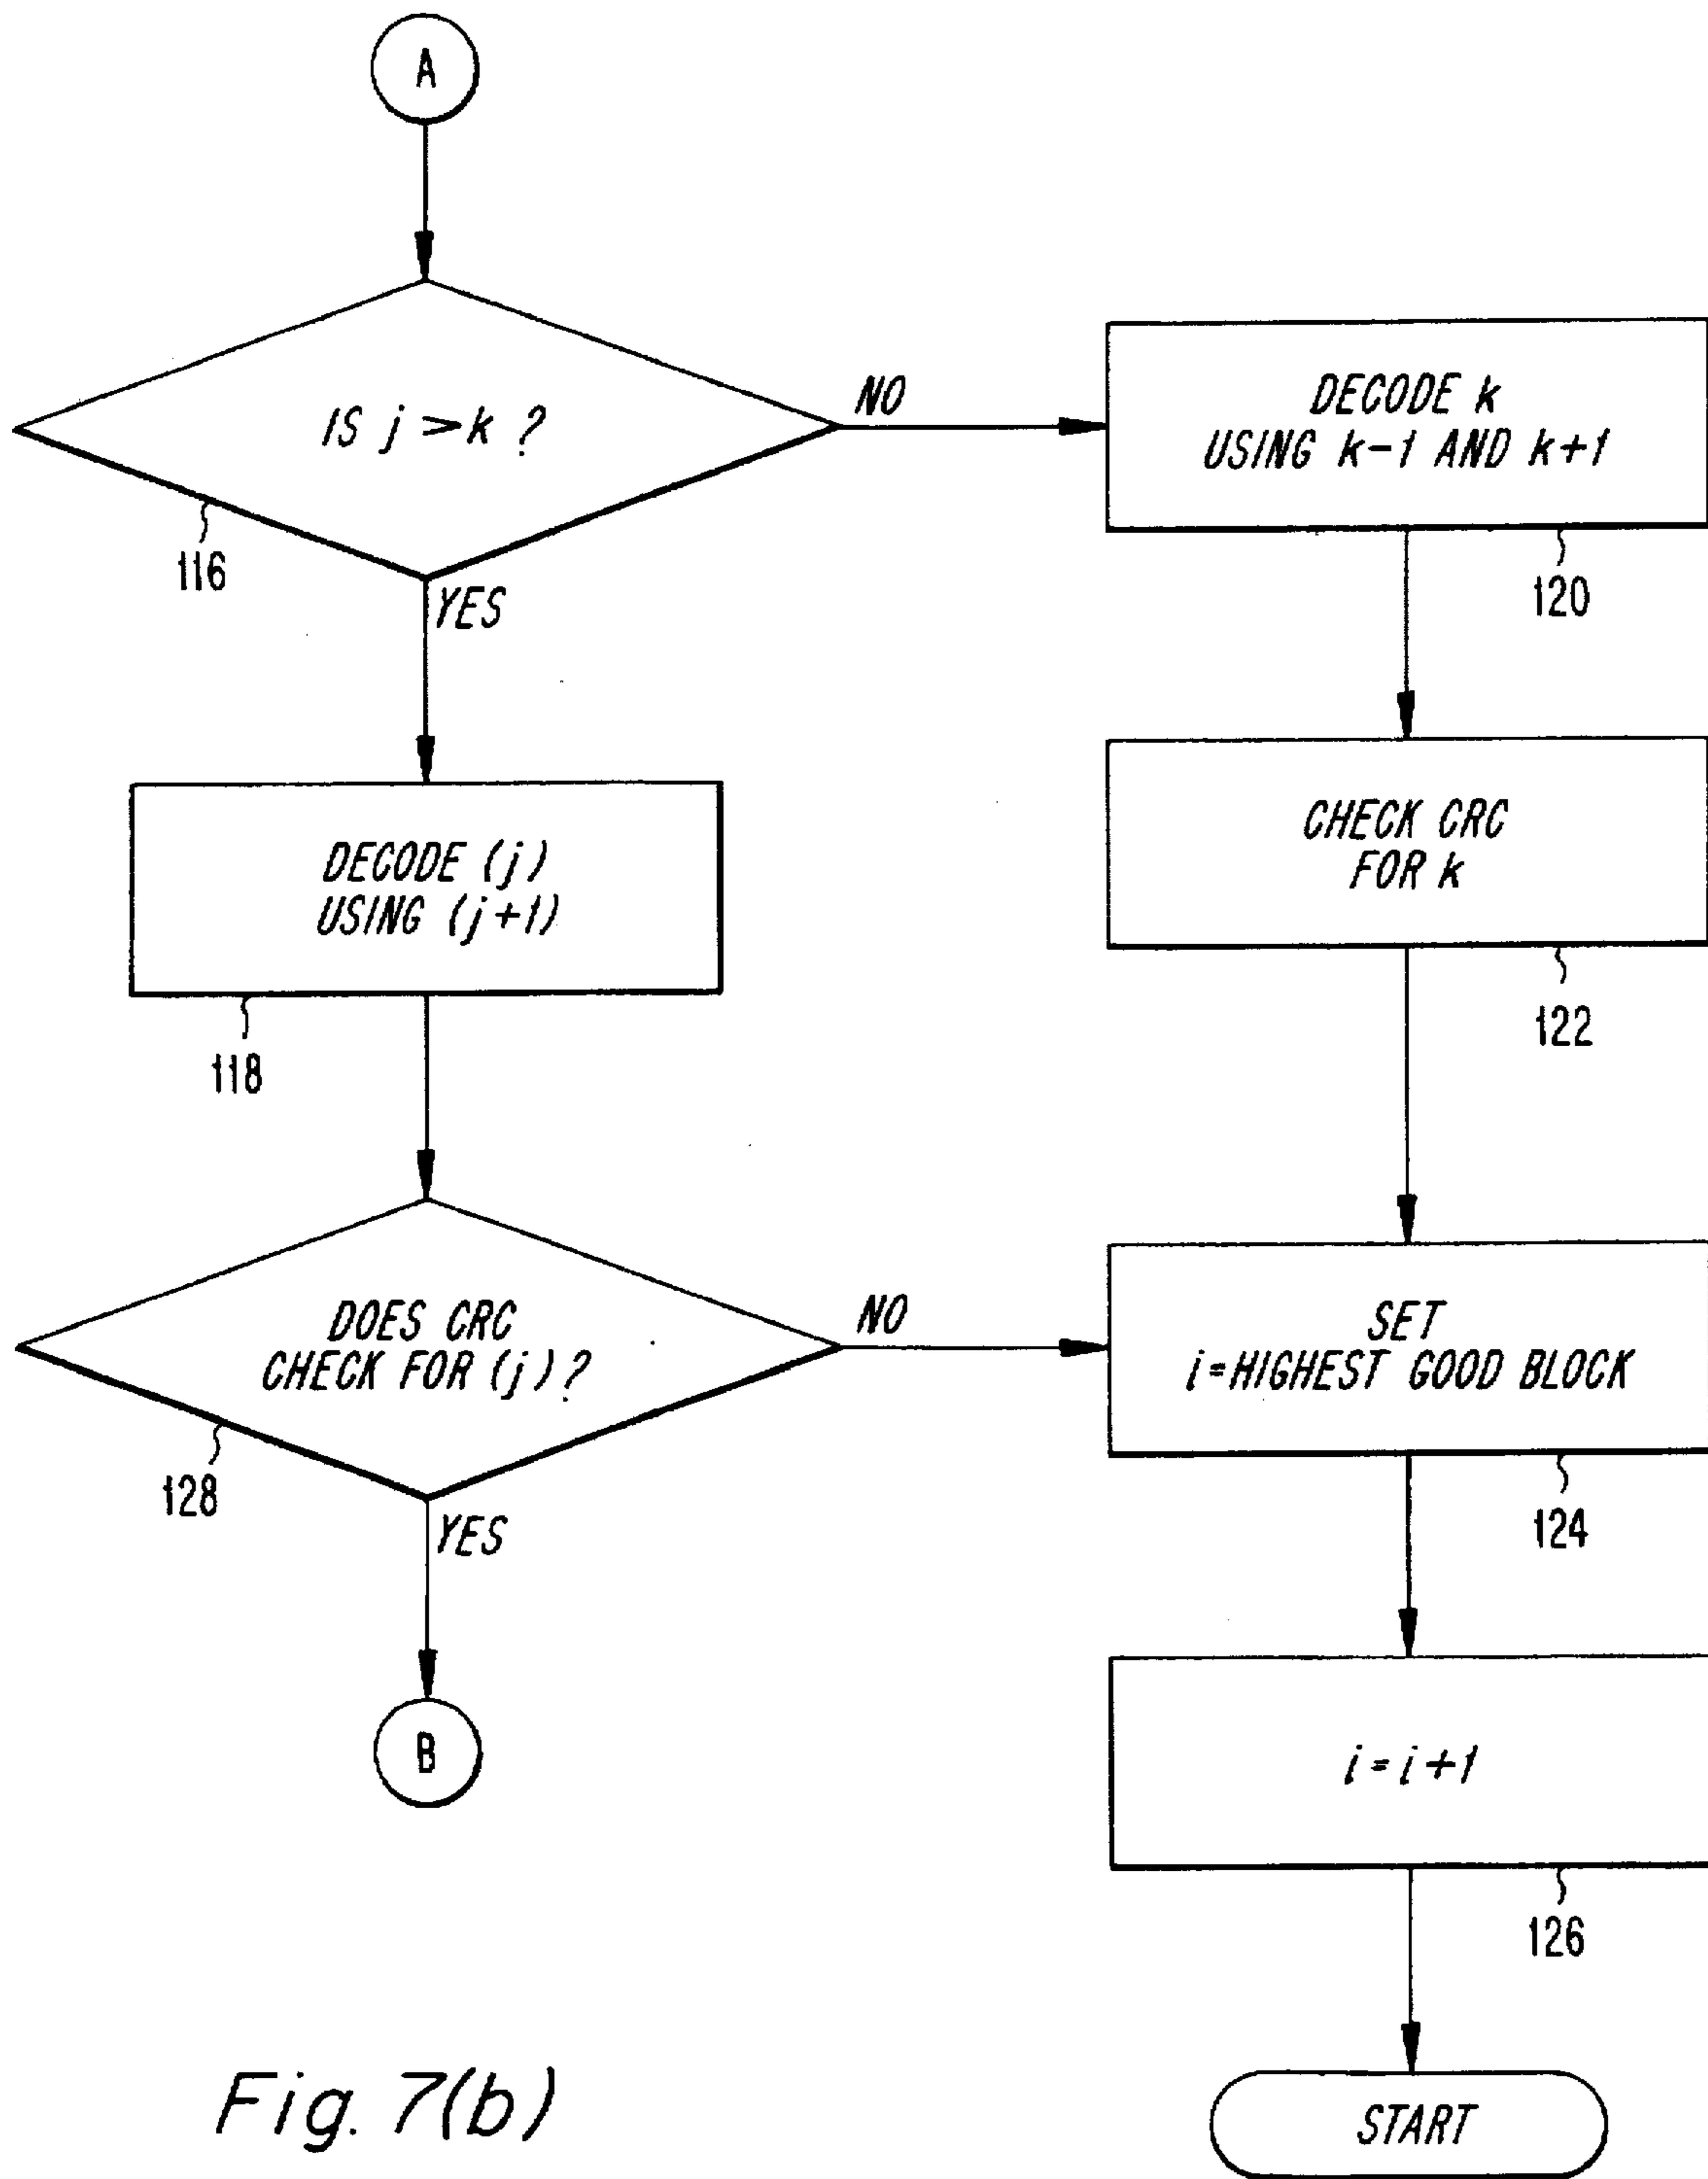 A
IS j > k ?
NO
116
YES
DECODE k
USING k-1 AND k+1
120
DECODE (j)
USING (j+1)
118
CHECK CRC
FOR k
122
DOES CRC
CHECK FOR (j) ?
NO
128
YES
SET
i=HIGHEST GOOD BLOCK
124
B
i = i+1
126
START
Fig. 7(b)